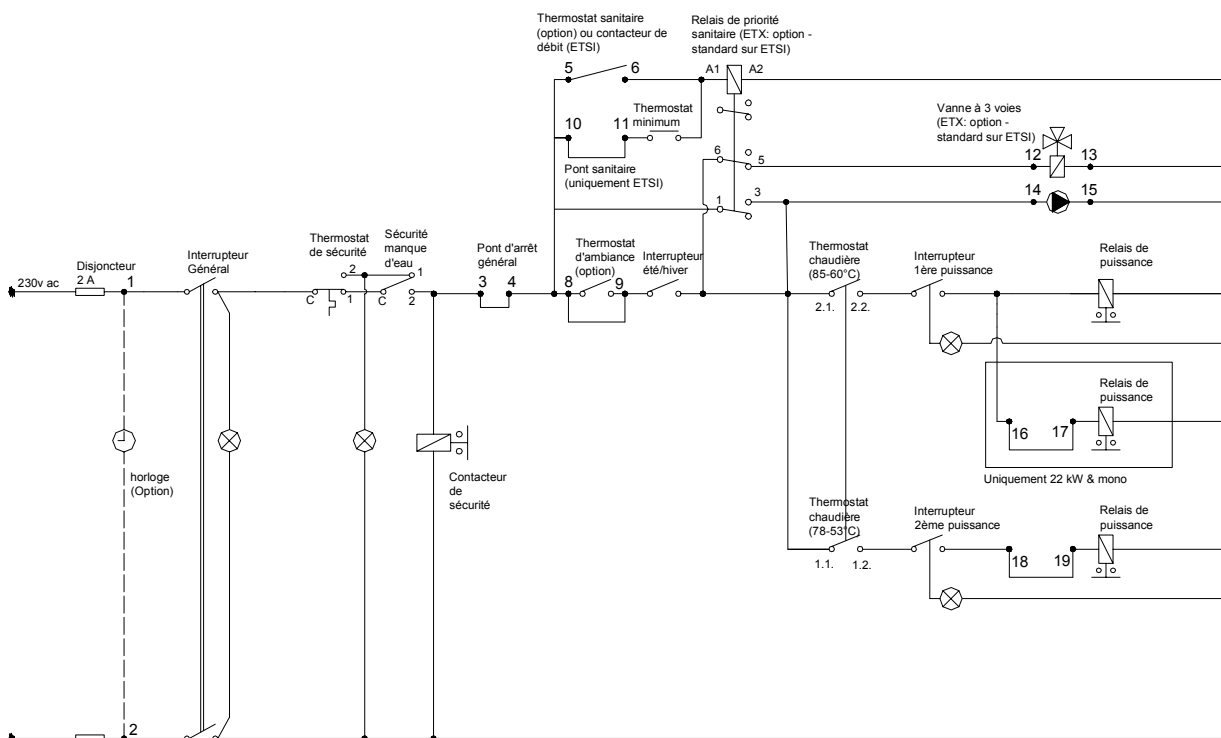 Thermostat sanitaire
(option) ou contacteur de
débit (ETSI)
Relais de priorité
sanitaire (ETX: option -
standard sur ETSI)
5
6
A1
A2
10
11
Thermostat
minimum
Pont sanitaire
(uniquement ETSI)
Vanne à 3 voies
(ETX: option -
standard sur ETSI)
6
5
12
13
1
3
14
15
230v ac
Disjoncteur
2 A
1
Interrupteur
Général
Thermostat
de sécurité
2
C
1
Sécurité
manque
d'eau
1
C
2
Pont d'arrêt
général
3
4
Thermostat
d'ambiance
(option)
8
9
Interrupteur
été/hiver
Thermostat
chaudière
(85-60°C)
2.1.
2.2.
Interrupteur
1ère puissance
Relais de
puissance
Relais de
puissance
16
17
Uniquement 22 kW & mono
horloge
(Option)
Contacteur
de
sécurité
Thermostat
chaudière
(78-53°C)
1.1.
1.2.
Interrupteur
2ème puissance
18
19
Relais de
puissance
2